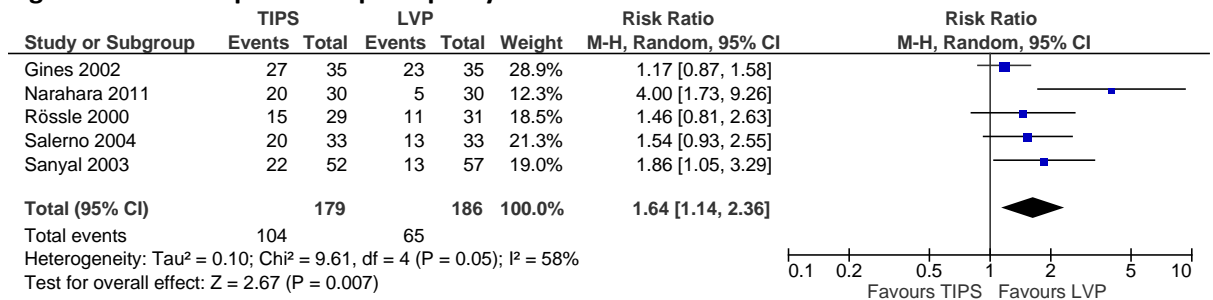 TIPS LVP Risk Ratio Risk Ratio
Study or Subgroup Events Total Events Total Weight M-H, Random, 95% CI M-H, Random, 95% CI
Gines 2002 27 35 23 35 28.9% 1.17 [0.87, 1.58]
Narahara 2011 20 30 5 30 12.3% 4.00 [1.73, 9.26]
Rössle 2000 15 29 11 31 18.5% 1.46 [0.81, 2.63]
Salerno 2004 20 33 13 33 21.3% 1.54 [0.93, 2.55]
Sanyal 2003 22 52 13 57 19.0% 1.86 [1.05, 3.29]
Total (95% CI) 179 186 100.0% 1.64 [1.14, 2.36]
Total events 104 65
Heterogeneity: Tau² = 0.10; Chi² = 9.61, df = 4 (P = 0.05); I² = 58%
Test for overall effect: Z = 2.67 (P = 0.007)
0.1 0.2 0.5 1 2 5 10
Favours TIPS Favours LVP